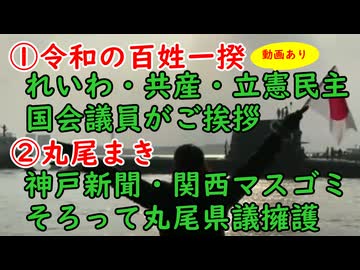 ①令和の百姓一揆
動画あり
れいわ・共産・立憲民主
国会議員がご挨拶
②丸尾まき
神戸新聞・関西マスゴミ
そろって丸尾県議擁護